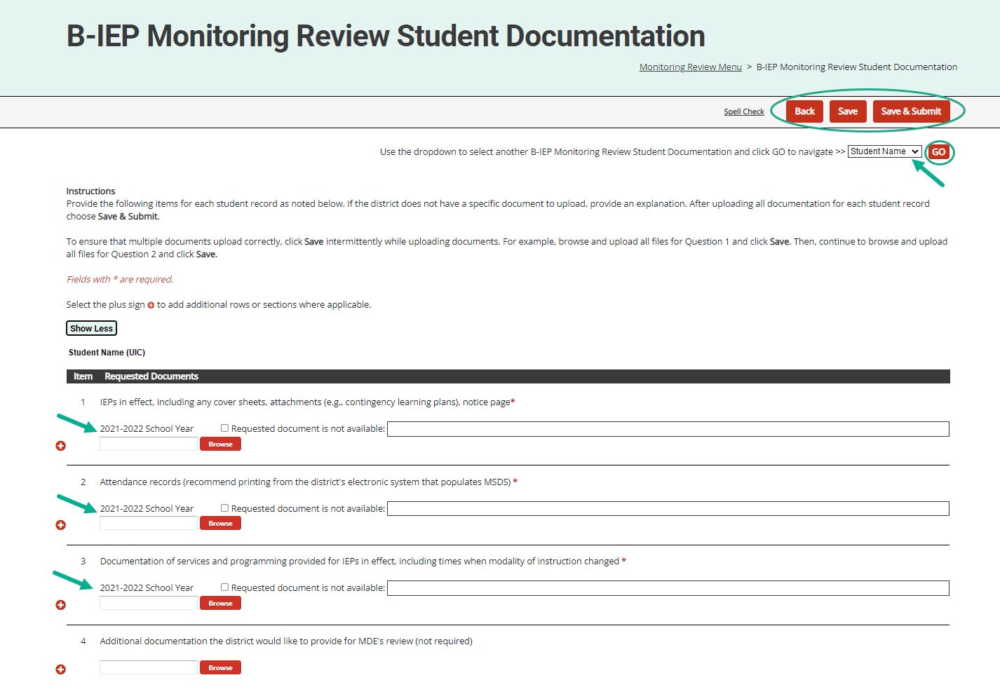 B-IEP Monitoring Review Student Documentation
Monitoring Review Menu > B-IEP Monitoring Review Student Documentation
Spell Check Back Save Save & Submit
Use the dropdown to select another B-IEP Monitoring Review Student Documentation and click GO to navigate >> Student Name GO
Instructions
Provide the following items for each student record as noted below. If the district does not have a specific document to upload, provide an explanation. After uploading all documentation for each student record
choose Save & Submit.
To ensure that multiple documents upload correctly, click Save intermittently while uploading documents. For example, browse and upload all files for Question 1 and click Save. Then, continue to browse and upload
all files for Question 2 and click Save.
Fields with * are required.
Select the plus sign to add additional rows or sections where applicable.
Show Less
Student Name (UIC)
Item Requested Documents
1 IEPs in effect, including any cover sheets, attachments (e.g., contingency learning plans), notice page*
2021-2022 School Year Requested document is not available:
Browse
2 Attendance records (recommend printing from the district's electronic system that populates MSDS) *
2021-2022 School Year Requested document is not available:
Browse
3 Documentation of services and programming provided for IEPs in effect, including times when modality of instruction changed *
2021-2022 School Year Requested document is not available:
Browse
4 Additional documentation the district would like to provide for MDE's review (not required)
Browse